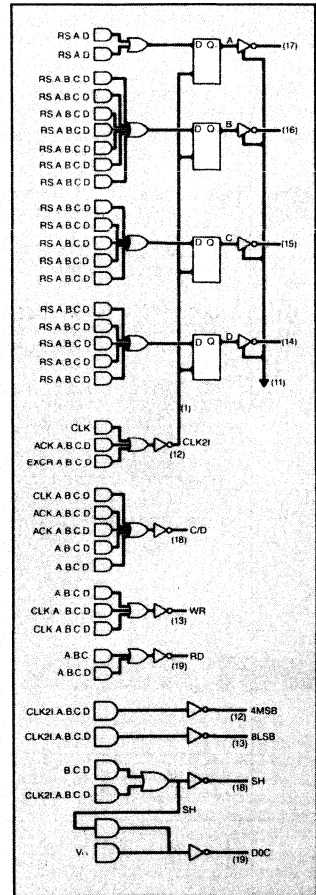 RS A D
A
RS A D
D Q
(17)
RS A.B.C.D
RS A.B.C.D
RS A.B.C.D
B
RS A.B.C.D
D Q
(16)
RS A.B.C.D
RS A.B.C.D
RS A.B.C.D
RS A.B.C.D
RS A.B.C.D
C
RS A.B.C.D
D Q
(15)
RS A.B.C.D
RS A.B.C.D
RS A.B.C.D
RS A.B.C.D
D
RS A.B.C.D
D Q
(14)
RS A.B.C.D
RS A.B.C.D
(11)
(1)
CLK
ACK A.B.C.D
CLK2I
(12)
EXCR A.B.C.D
CLK A.B.C.D
ACK A.B.C.D
ACK A.B.C.D
C/D
(18)
A B C D
A B C D
A B C D
CLK A.B.C.D
WR
(13)
CLK A.B.C.D
A B C
RD
(19)
A B C D
CLK2I.A.B.C.D
4MSB
(12)
CLK2I.A.B.C.D
8LSB
(13)
B.C.D
SH
(18)
CLK2I.A.B.C.D
SH
D0C
(19)